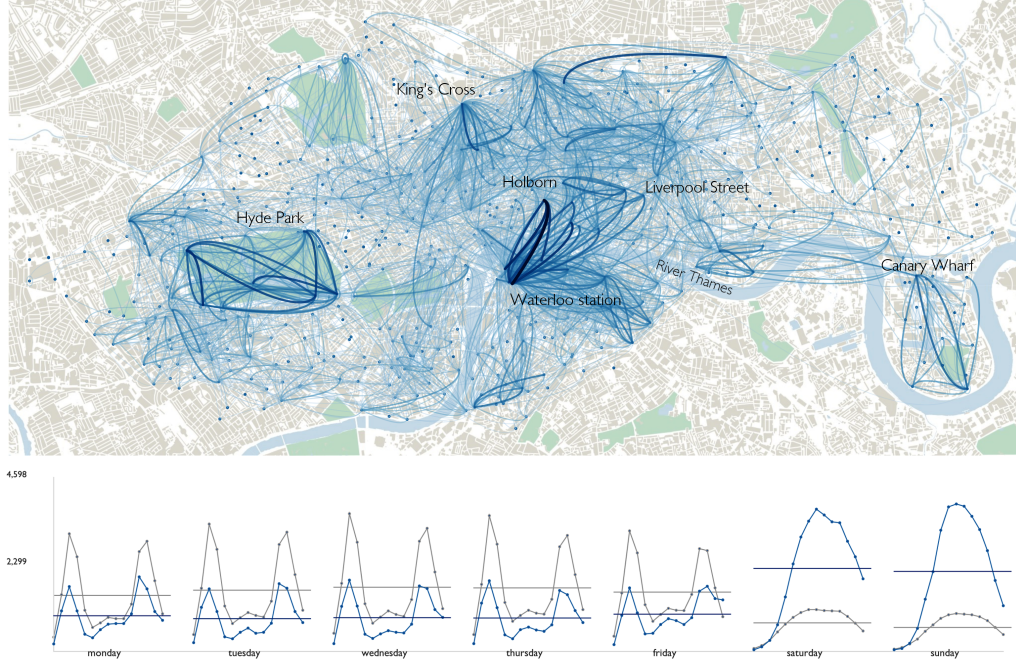 King's Cross
Holborn
Liverpool Street
Hyde Park
River Thames
Canary Wharf
Waterloo station
4,598
2,299
monday
tuesday
wednesday
thursday
friday
saturday
sunday